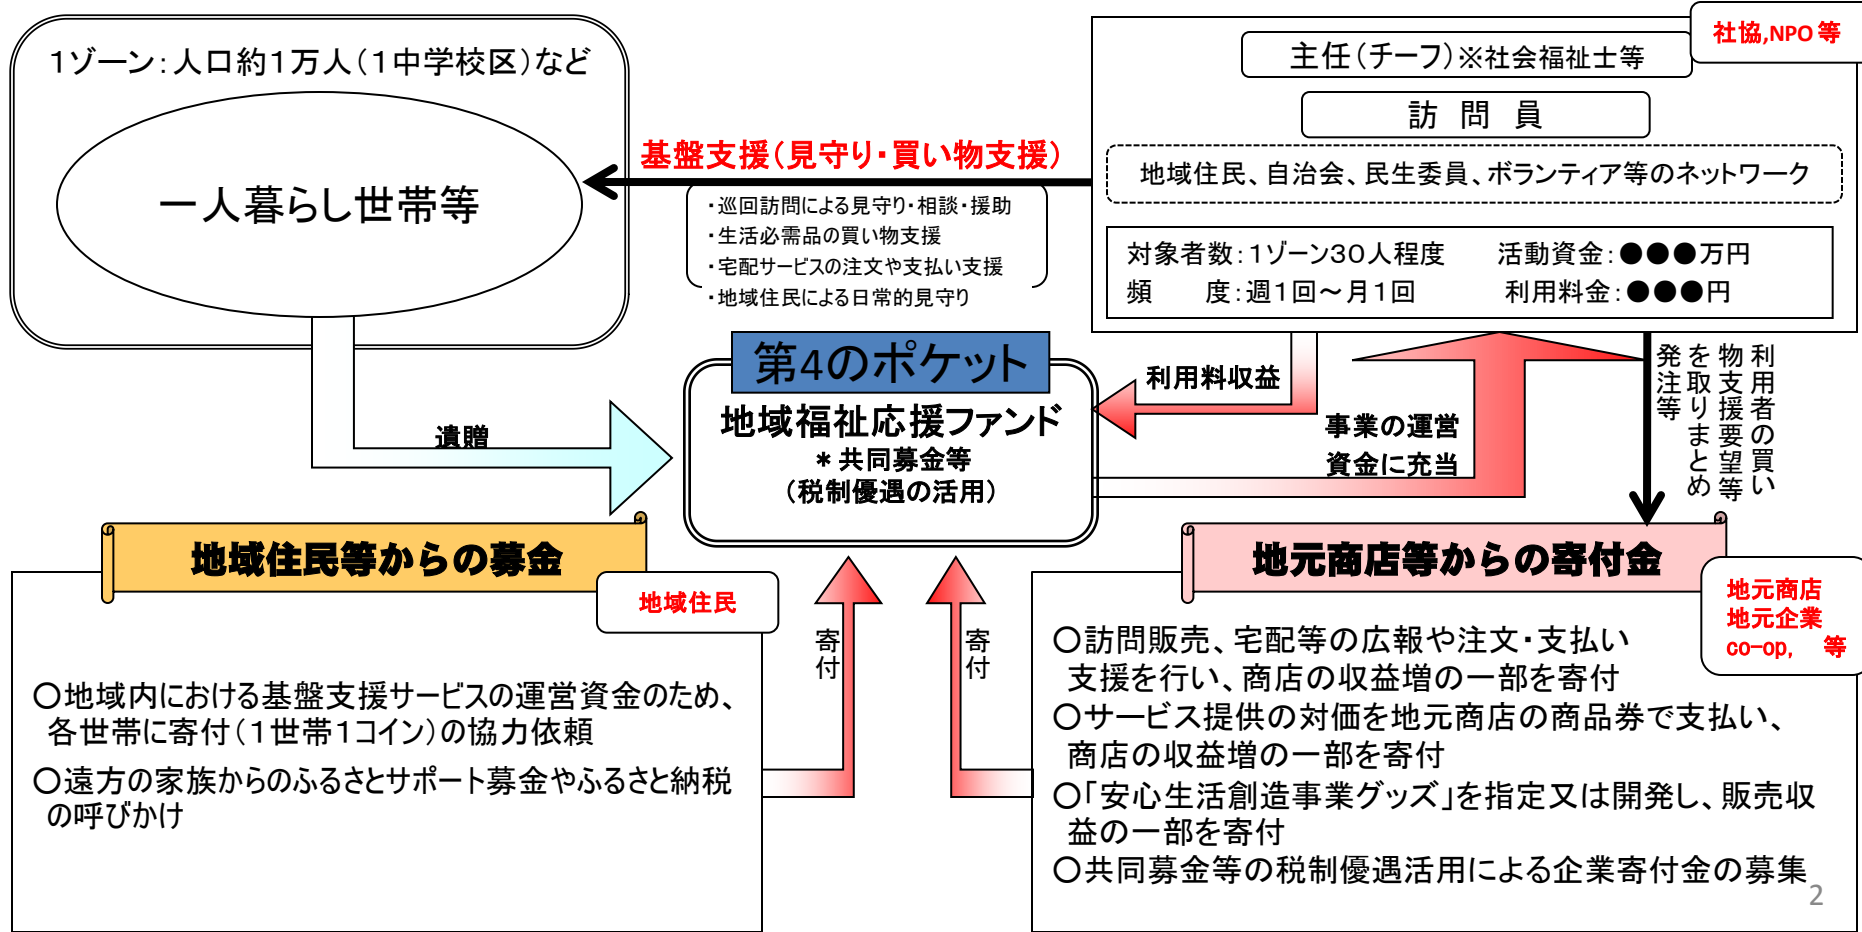 1ゾーン：人口約1万人（1中学校区）など
一人暮らし世帯等
基盤支援（見守り・買い物支援）
・巡回訪問による見守り・相談・援助
・生活必需品の買い物支援
・宅配サービスの注文や支払い支援
・地域住民による日常的見守り
社協,NPO 等
主任（チーフ）※社会福祉士等
訪 問 員
地域住民、自治会、民生委員、ボランティア等のネットワーク
対象者数：1ゾーン30人程度　　活動資金：●●●万円
頻　　度：週1回～月1回　　　利用料金：●●●円
第4のポケット
地域福祉応援ファンド
＊共同募金等
（税制優遇の活用）
遺贈
利用料収益
事業の運営
資金に充当
利用者の買い
物支援要望等
を取りまとめ
発注等
地域住民等からの募金
地域住民
〇地域内における基盤支援サービスの運営資金のため、
各世帯に寄付（1世帯1コイン）の協力依頼
〇遠方の家族からのふるさとサポート募金やふるさと納税
の呼びかけ
寄付
寄付
地元商店等からの寄付金
地元商店
地元企業
co-op,　等
〇訪問販売、宅配等の広報や注文・支払い
支援を行い、商店の収益増の一部を寄付
〇サービス提供の対価を地元商店の商品券で支払い、
商店の収益増の一部を寄付
〇「安心生活創造事業グッズ」を指定又は開発し、販売収
益の一部を寄付
〇共同募金等の税制優遇活用による企業寄付金の募集
2